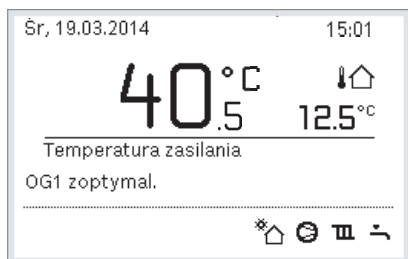 Śr, 19.03.2014 15:01
40.5 °C
12.5°C
Temperatura zasilania
OG1 zoptymal.